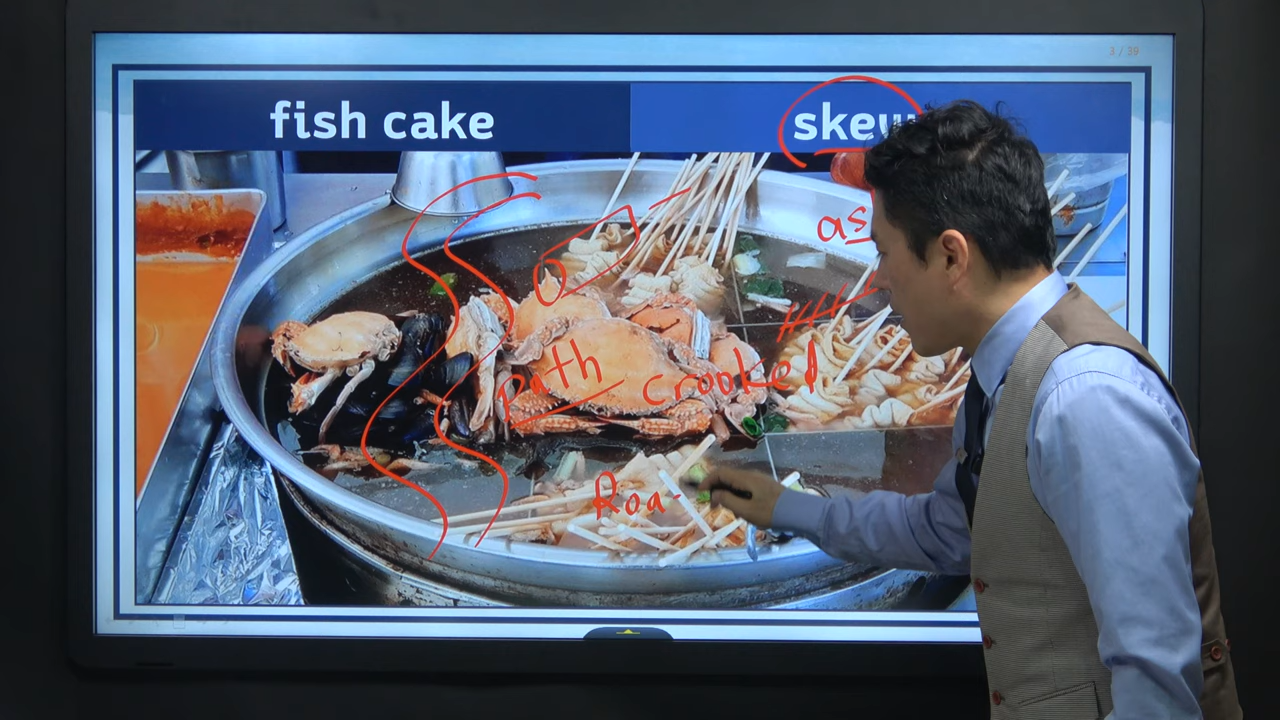 3 / 39
fish cake
skew
as
path crooked
Roa